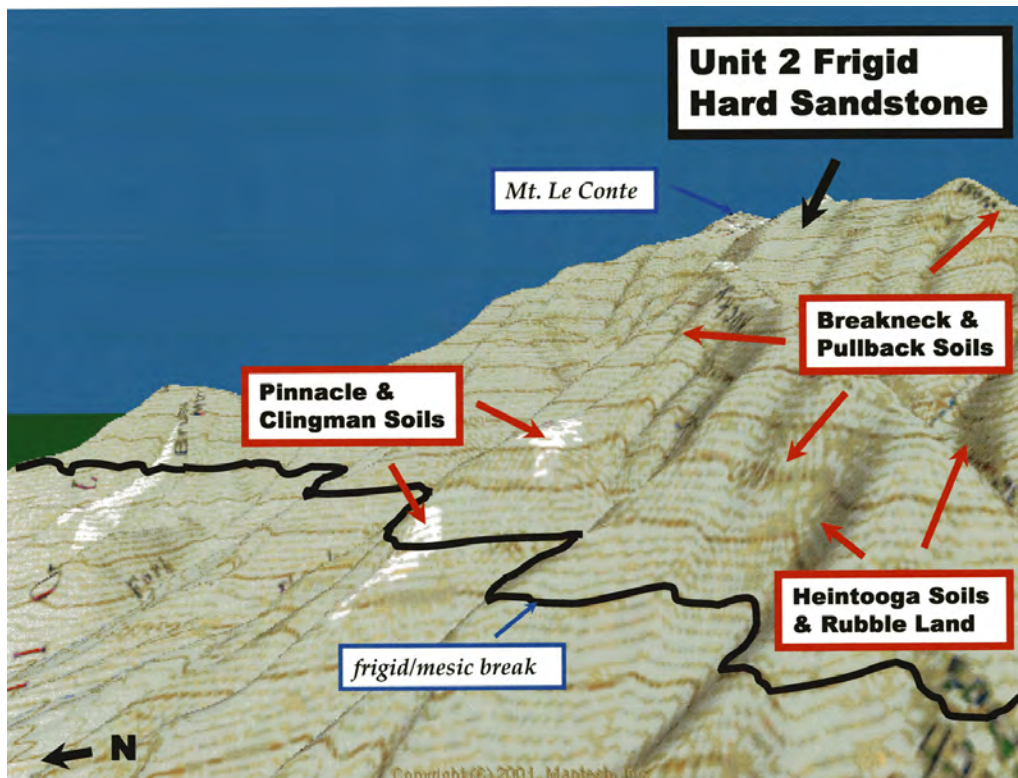 Unit 2 Frigid
Hard Sandstone
Mt. Le Conte
Breakneck &
Pullback Soils
Pinnacle &
Clingman Soils
Heintooga Soils
& Rubble Land
frigid/mesic break
Fork
N
Copyright (C) 2001, Maptech, Inc.